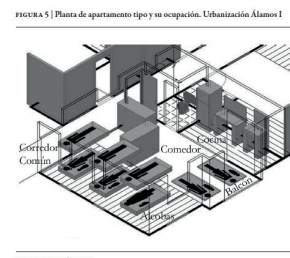 FIGURA 5 | Planta de apartamento tipo y su ocupación. Urbanización Álamos I
Cocina
Corredor
Común
Comedor
Balcón
Alcobas